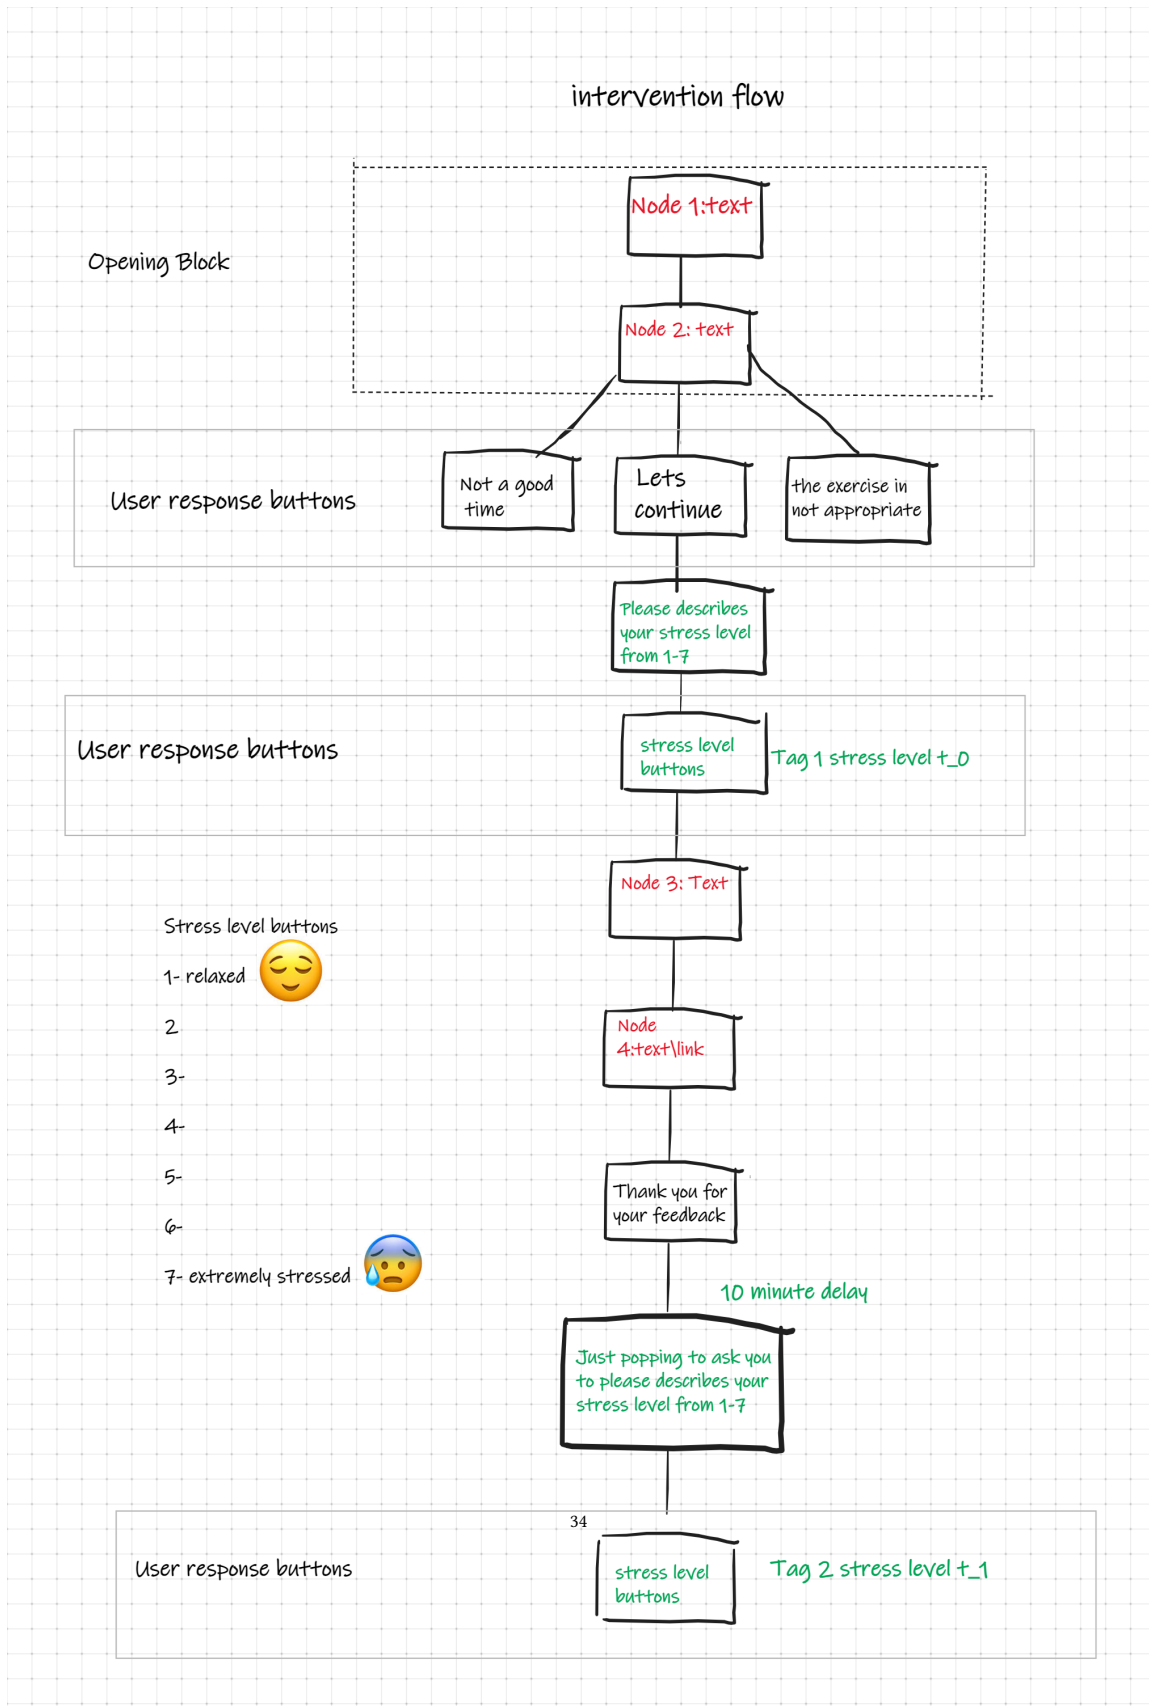 intervention flow
Node 1:text
Opening Block
Node 2: text
Not a good
time
Lets
continue
the exercise in
not appropriate
User response buttons
Please describes
your stress level
from 1-7
User response buttons
stress level
buttons
Tag 1 stress level t_0
Node 3: Text
Stress level buttons
1- relaxed
2
3-
4-
5-
6-
7- extremely stressed
Node
4:text\link
Thank you for
your feedback
10 minute delay
Just popping to ask you
to please describes your
stress level from 1-7
34
User response buttons
stress level
buttons
Tag 2 stress level t_1